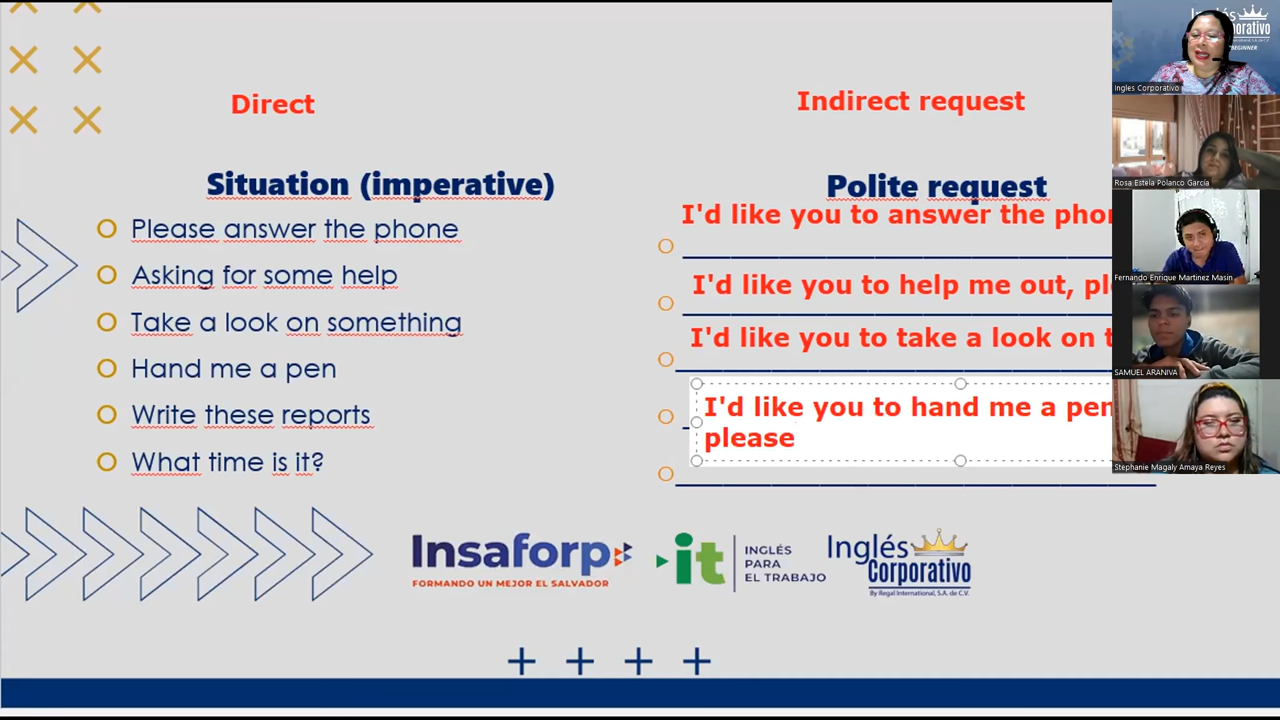 Direct
Indirect request
Situation (imperative)
Polite request
Please answer the phone
Asking for some help
Take a look on something
Hand me a pen
Write these reports
What time is it?
I'd like you to answer the
I'd like you to help me out,
I'd like you to take a look on
I'd like you to hand me a pen
please
Insaforp
FORMANDO UN MEJOR EL SALVADOR
it
INGLÉS
PARA
EL TRABAJO
Inglés
Corporativo
By Regal International, S.A. de C.V.
BEGINNER
Ingles Corporativo
Rosa Estela Polanco García
Fernando Enrique Martinez Masin
SAMUEL ARANIVA
Stephanie Magaly Amaya Reyes